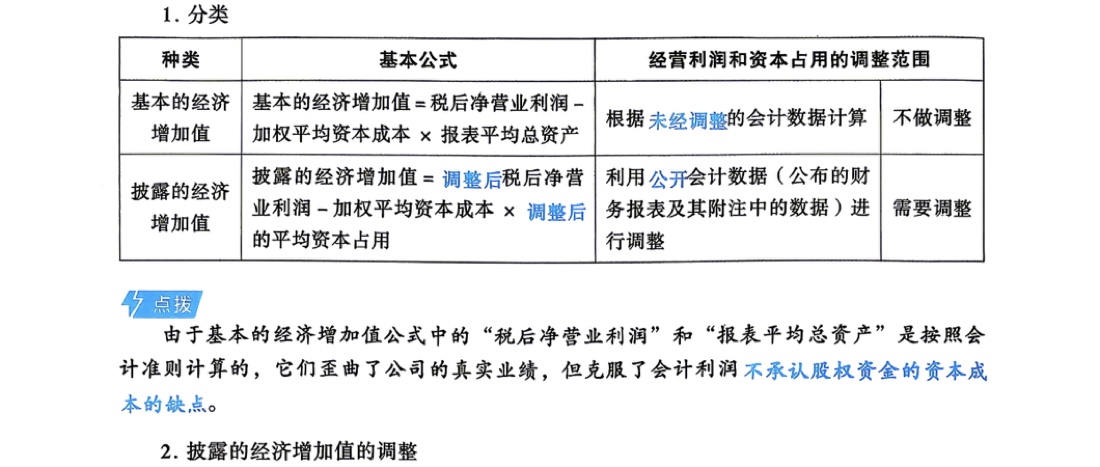 1. 分类
种类
基本公式
经营利润和资本占用的调整范围
基本的经济
增加值
基本的经济增加值=税后净营业利润-
加权平均资本成本 × 报表平均总资产
根据未经调整的会计数据计算
不做调整
披露的经济
增加值
披露的经济增加值=调整后税后净营
业利润-加权平均资本成本 × 调整后
的平均资本占用
利用公开会计数据(公布的财
务报表及其附注中的数据)进
行调整
需要调整
点拨
由于基本的经济增加值公式中的“税后净营业利润”和“报表平均总资产”是按照会
计准则计算的，它们歪曲了公司的真实业绩，但克服了会计利润不承认股权资金的资本成
本的缺点。
2. 披露的经济增加值的调整